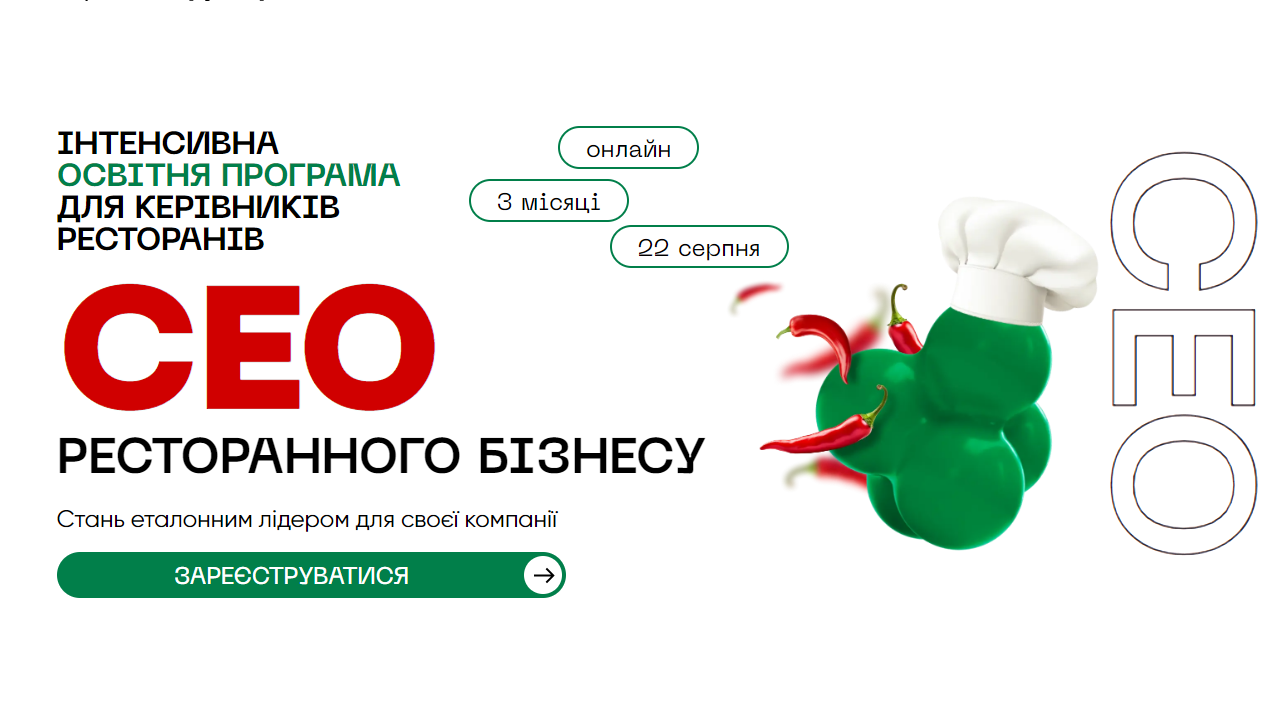 ІНТЕНСИВНА
ОСВІТНЯ ПРОГРАМА
ДЛЯ КЕРІВНИКІВ
РЕСТОРАНІВ
онлайн
3 місяці
22 серпня
CEO
РЕСТОРАННОГО БІЗНЕСУ
Стань еталонним лідером для своєї компанії
ЗАРЕЄСТРУВАТИСЯ
CEO